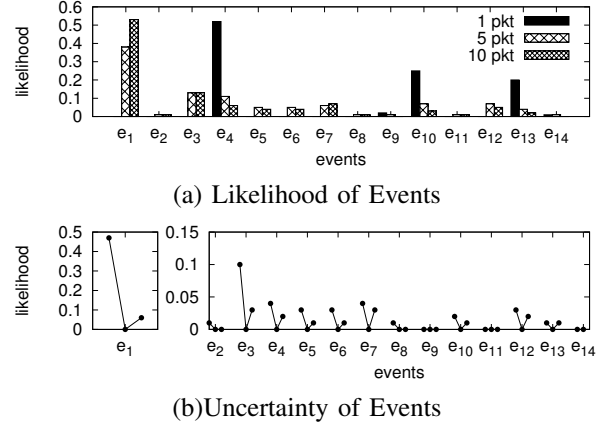 0.6
0.5
0.4
0.3
0.2
0.1
0
likelihood
1 pkt
5 pkt
10 pkt
e1 e2 e3 e4 e5 e6 e7 e8 e9 e10 e11 e12 e13 e14
events
(a) Likelihood of Events
0.5
0.4
0.3
0.2
0.1
0
likelihood
e1
0.15
0.1
0.05
0
e2 e3 e4 e5 e6 e7 e8 e9 e10 e11 e12 e13 e14
events
(b)Uncertainty of Events